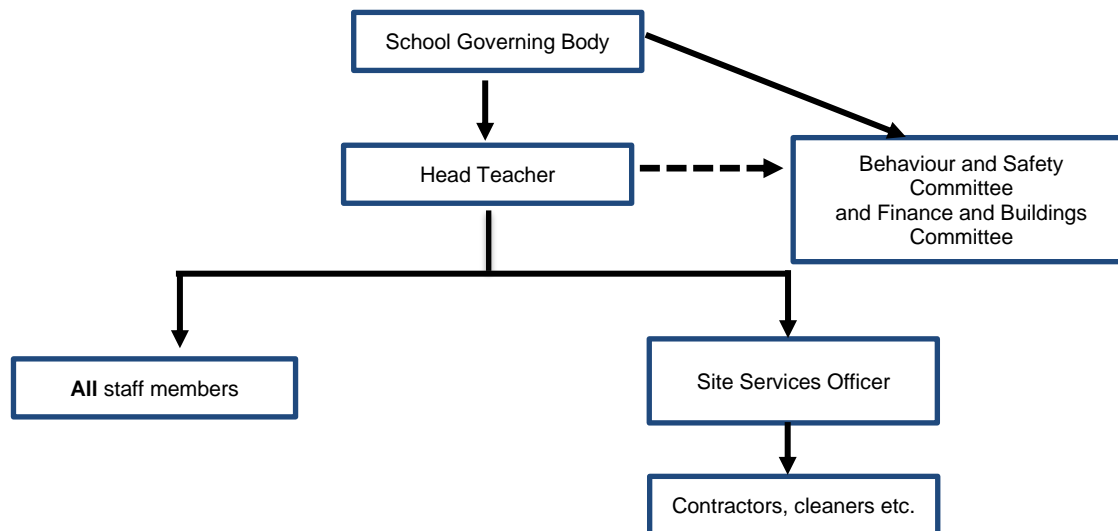 School Governing Body
Head Teacher
Behaviour and Safety
Committee
and Finance and Buildings
Committee
All staff members
Site Services Officer
Contractors, cleaners etc.